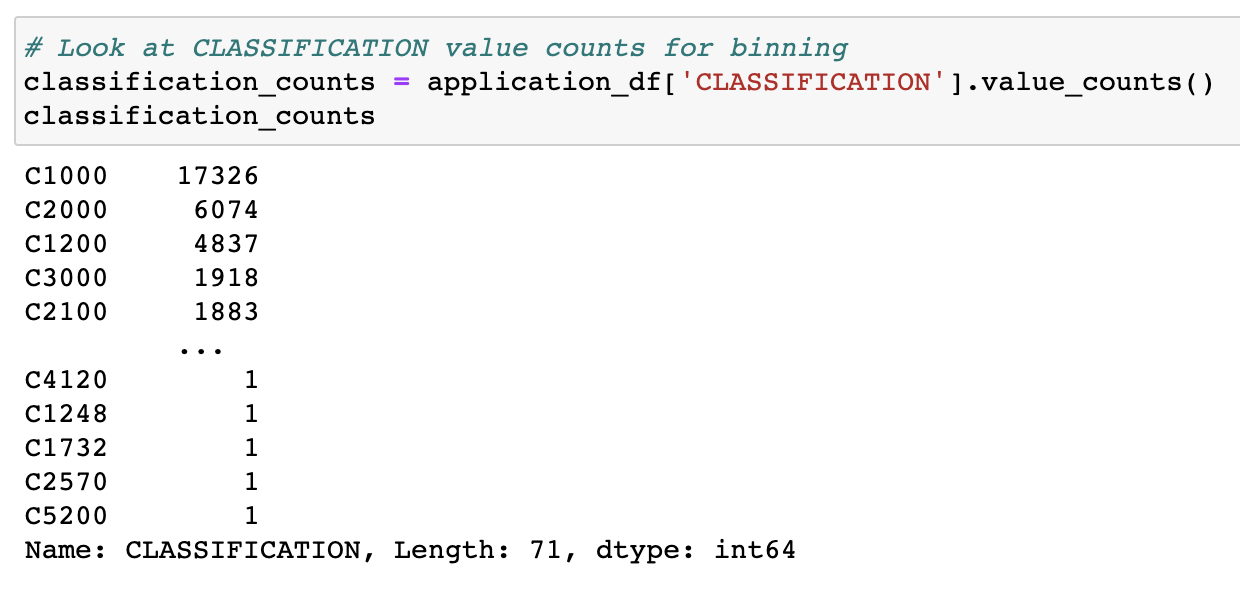 # Look at CLASSIFICATION value counts for binning
classification_counts = application_df['CLASSIFICATION'].value_counts()
classification_counts
C1000    17326
C2000     6074
C1200     4837
C3000     1918
C2100     1883
...
C4120        1
C1248        1
C1732        1
C2570        1
C5200        1
Name: CLASSIFICATION, Length: 71, dtype: int64